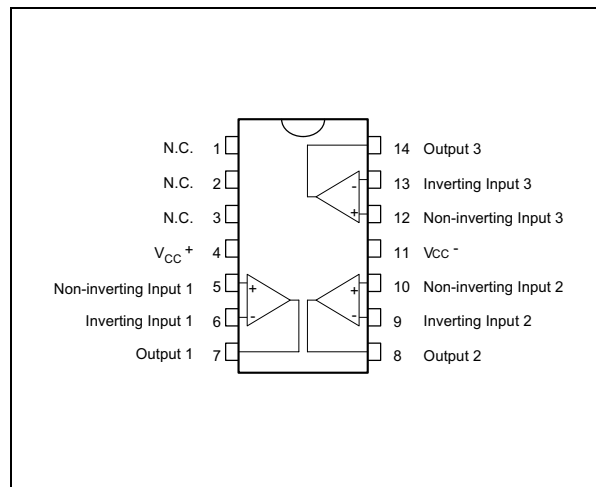 N.C. 1 14 Output 3
N.C. 2 - 13 Inverting Input 3
N.C. 3 + 12 Non-inverting Input 3
VCC + 4 11 VCC -
Non-inverting Input 1 5 + + 10 Non-inverting Input 2
Inverting Input 1 6 - - 9 Inverting Input 2
Output 1 7 8 Output 2